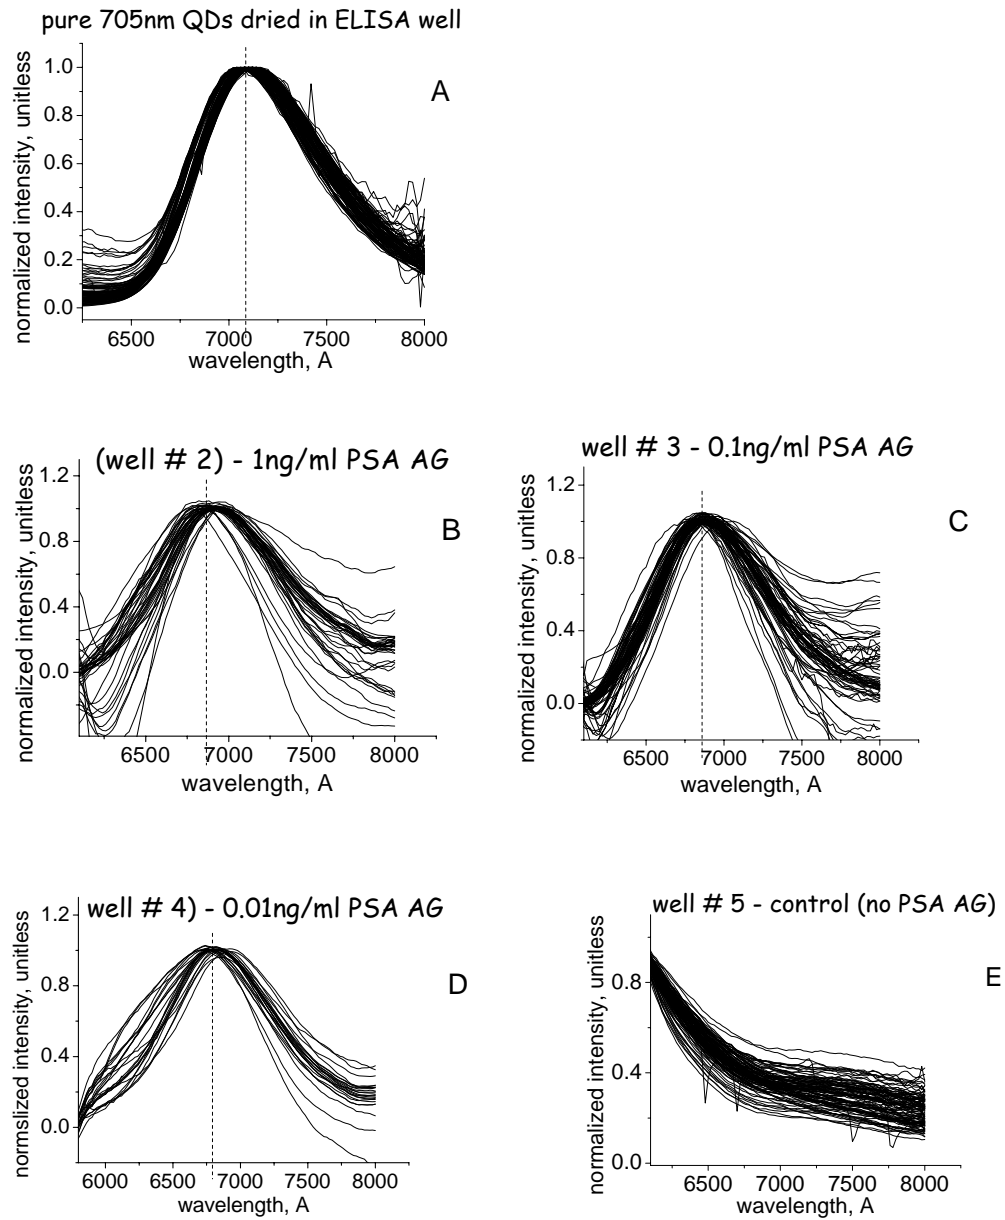 pure 705nm QDs dried in ELISA well
A
normalized intensity, unitless
1.0
0.8
0.6
0.4
0.2
0.0
6500 7000 7500 8000
wavelength, A
(well # 2) - 1ng/ml PSA AG
B
normalized intensity, unitless
1.2
0.8
0.4
0.0
6500 7000 7500 8000
wavelength, A
well # 3 - 0.1ng/ml PSA AG
C
normalized intensity, unitless
1.2
0.8
0.4
0.0
6500 7000 7500 8000
wavelength, A
well # 4) - 0.01ng/ml PSA AG
D
normslized intensity, unitless
1.2
0.8
0.4
0.0
6000 6500 7000 7500 8000
wavelength, A
well # 5 - control (no PSA AG)
E
normalized intensity, unitless
0.8
0.4
0.0
6500 7000 7500 8000
wavelength, A